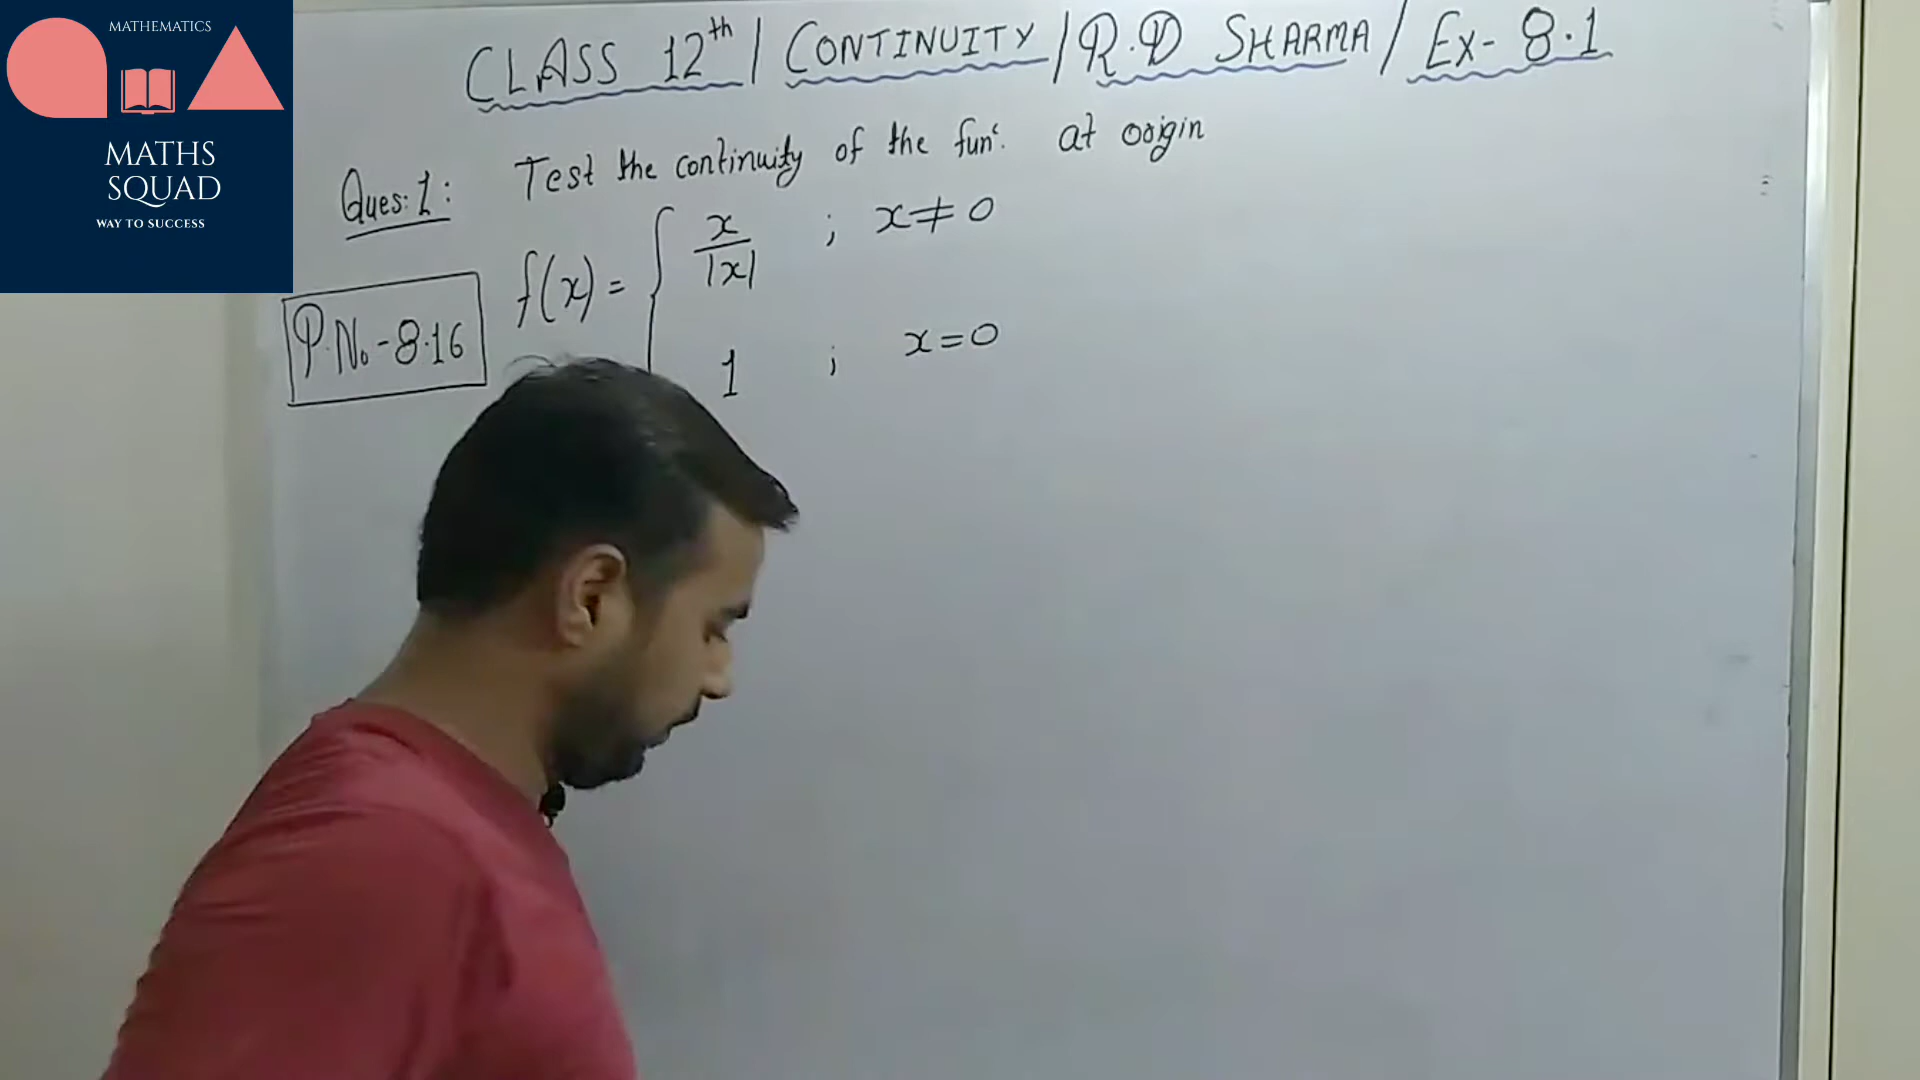 MATHEMATICS
MATHS
SQUAD
WAY TO SUCCESS
CLASS 12th / CONTINUITY / R.D SHARMA / Ex- 8.1
Ques: 1: Test the continuity of the funᶜ. at origin
f(x) = { x/|x| ; x ≠ 0
1 ; x = 0
P.No - 8.16